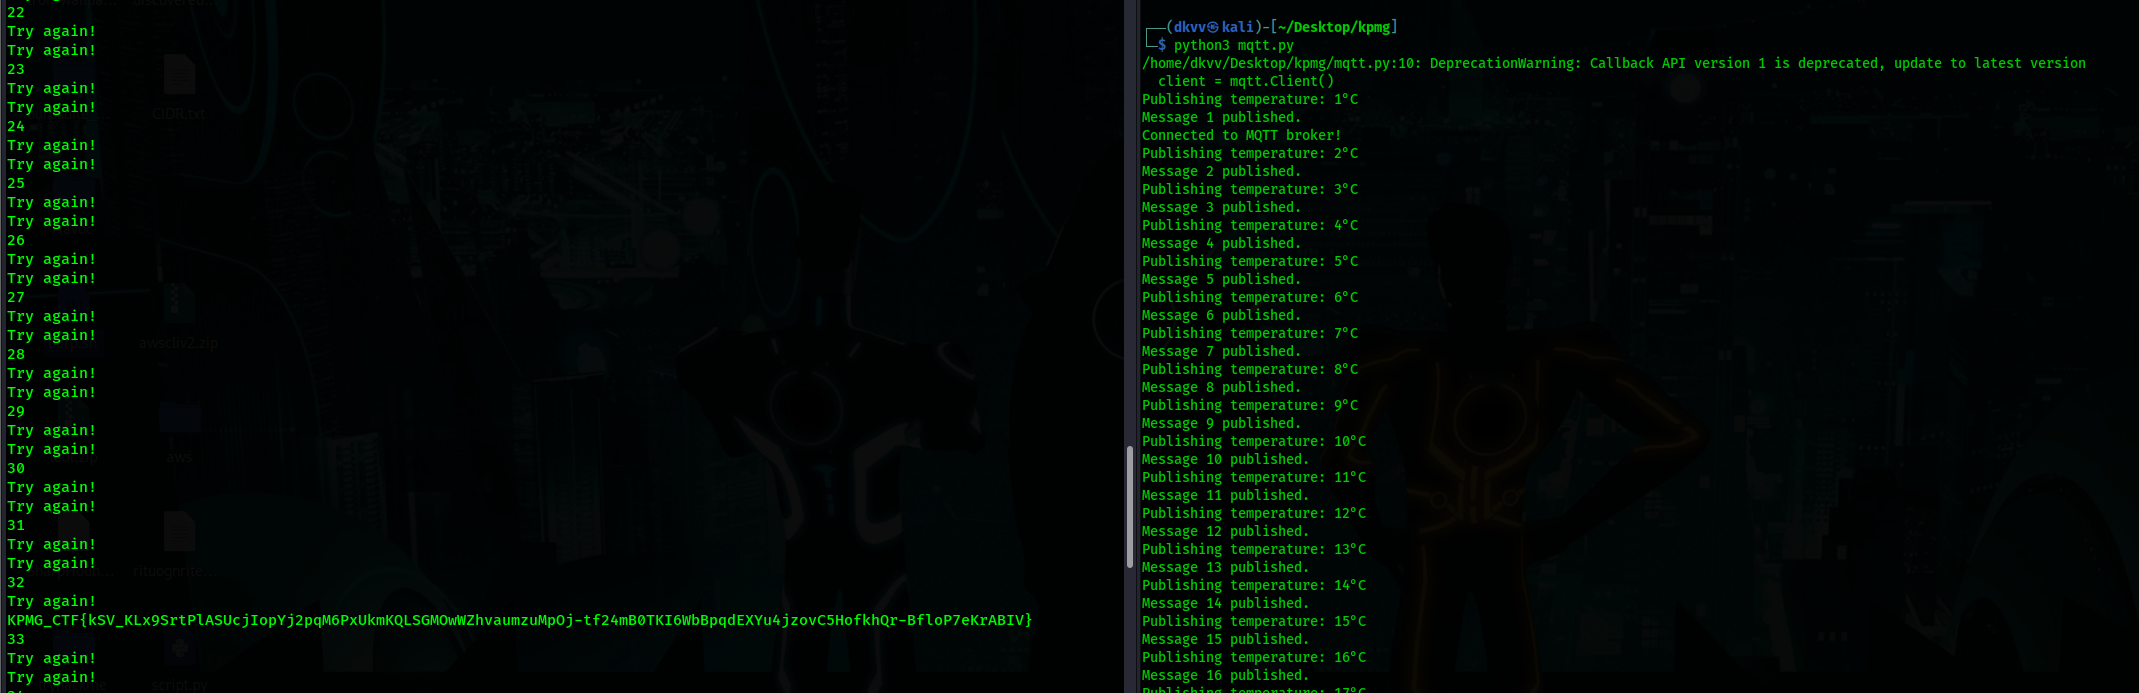 22
Try again!
Try again!
23
Try again!
Try again!
24
Try again!
Try again!
25
Try again!
Try again!
26
Try again!
Try again!
27
Try again!
Try again!
28
Try again!
Try again!
29
Try again!
Try again!
30
Try again!
Try again!
31
Try again!
Try again!
32
Try again!
KPMG_CTF{kSV_KLx9SrtPlASUcjIopYj2pqM6PxUkmKQLSGMOwWZhvaumzuMpOj-tf24mB0TKI6WbBpqdEXYu4jzovC5HofkhQr-BfloP7eKrABIV}
33
Try again!
Try again!
CIDR.txt
awscliv2.zip
aws
script.py
┌──(dkvv㉿kali)-[~/Desktop/kpmg]
└─$ python3 mqtt.py
/home/dkvv/Desktop/kpmg/mqtt.py:10: DeprecationWarning: Callback API version 1 is deprecated, update to latest version
  client = mqtt.Client()
Publishing temperature: 1°C
Message 1 published.
Connected to MQTT broker!
Publishing temperature: 2°C
Message 2 published.
Publishing temperature: 3°C
Message 3 published.
Publishing temperature: 4°C
Message 4 published.
Publishing temperature: 5°C
Message 5 published.
Publishing temperature: 6°C
Message 6 published.
Publishing temperature: 7°C
Message 7 published.
Publishing temperature: 8°C
Message 8 published.
Publishing temperature: 9°C
Message 9 published.
Publishing temperature: 10°C
Message 10 published.
Publishing temperature: 11°C
Message 11 published.
Publishing temperature: 12°C
Message 12 published.
Publishing temperature: 13°C
Message 13 published.
Publishing temperature: 14°C
Message 14 published.
Publishing temperature: 15°C
Message 15 published.
Publishing temperature: 16°C
Message 16 published.
Publishing temperature: 17°C